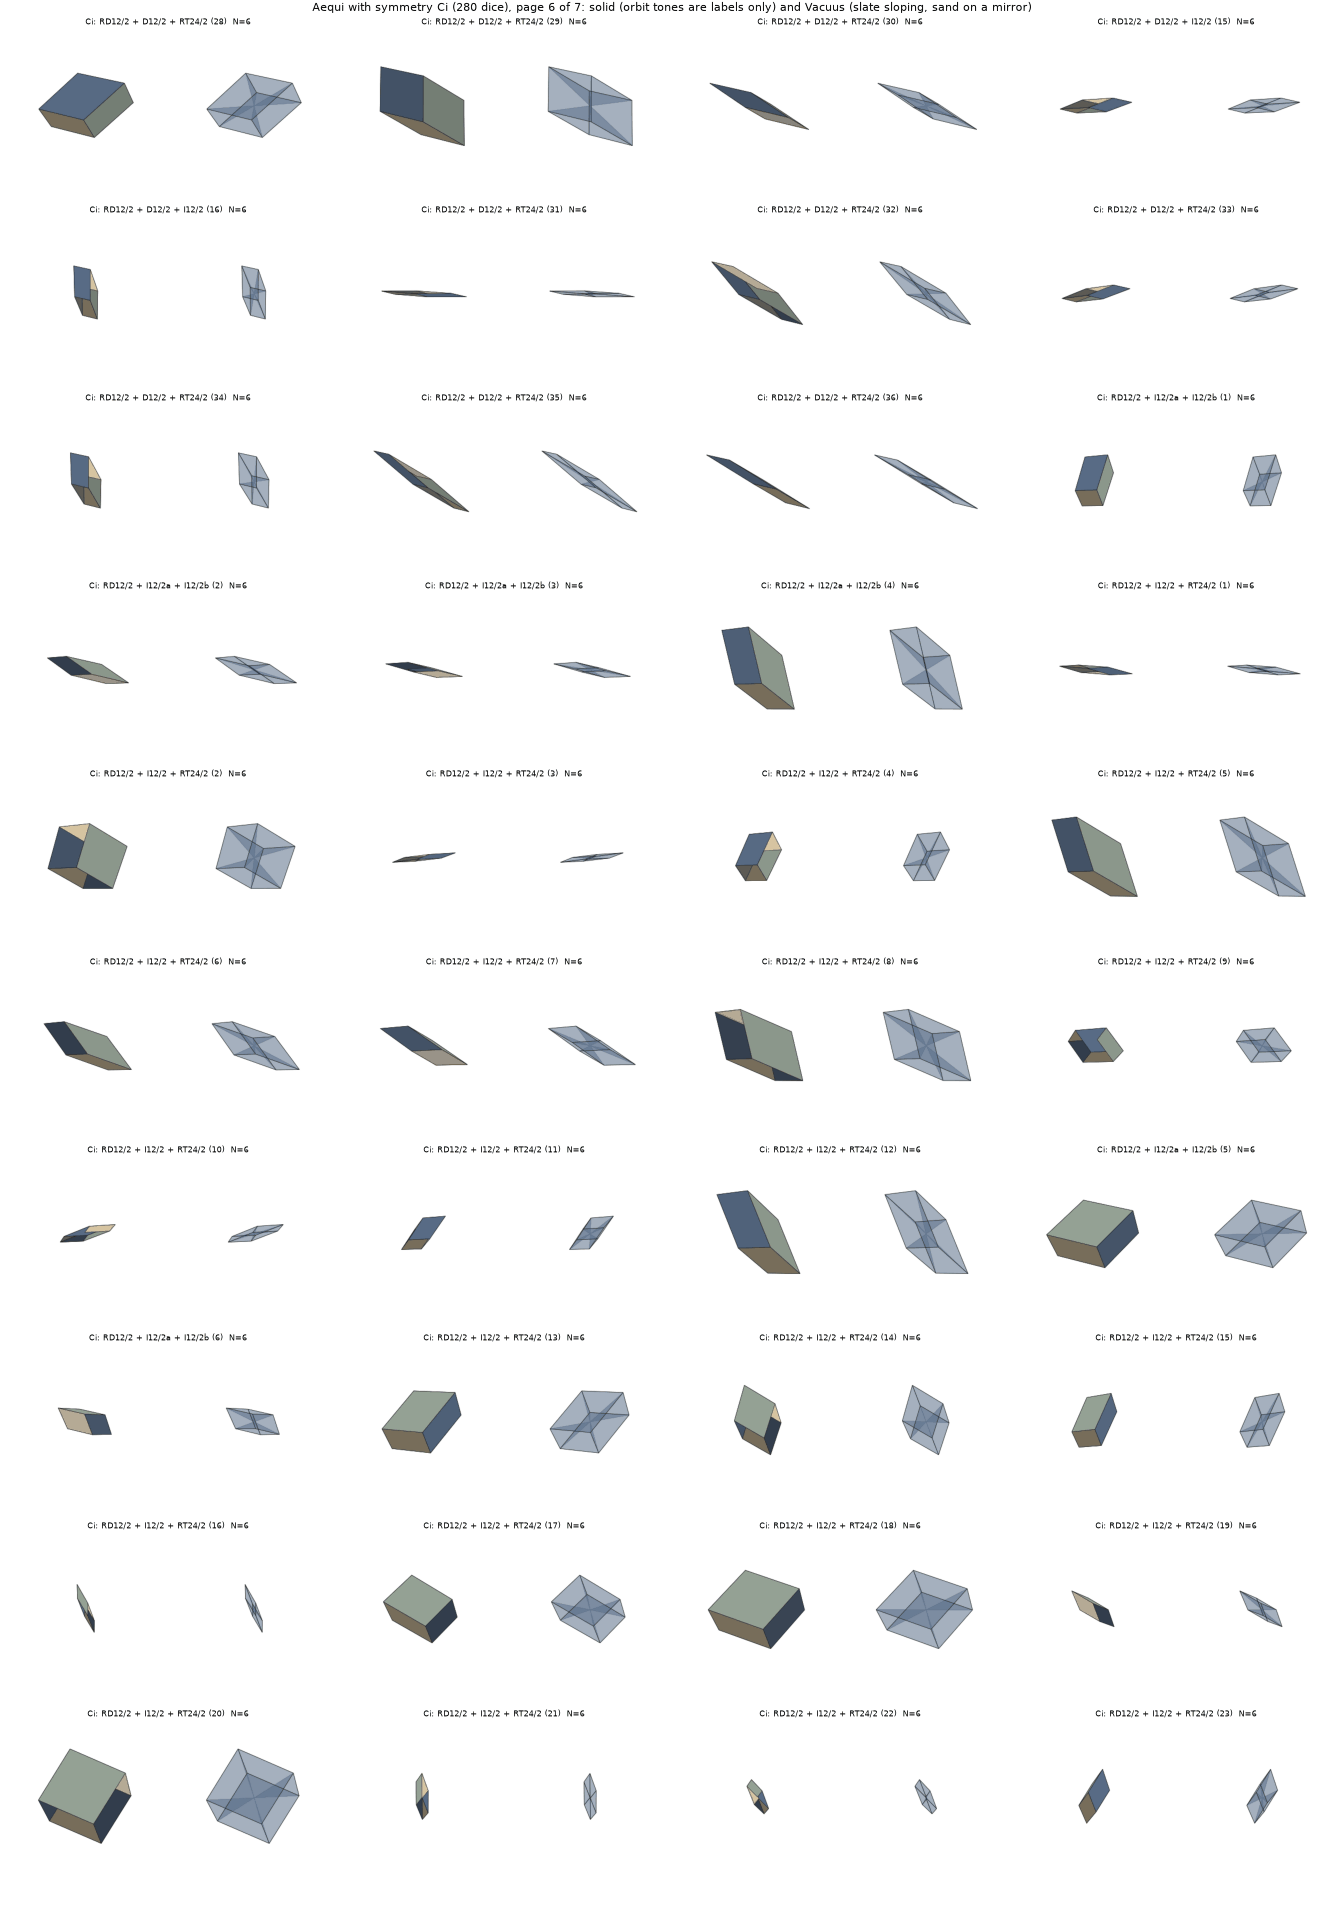 Aequi with symmetry Ci (280 dice), page 6 of 7: solid (orbit tones are labels only) and Vacuus (slate sloping, sand on a mirror)
Ci: RD12/2 + D12/2 + RT24/2 (28)  N=6
Ci: RD12/2 + D12/2 + RT24/2 (29)  N=6
Ci: RD12/2 + D12/2 + RT24/2 (30)  N=6
Ci: RD12/2 + D12/2 + I12/2 (15)  N=6
Ci: RD12/2 + D12/2 + I12/2 (16)  N=6
Ci: RD12/2 + D12/2 + RT24/2 (31)  N=6
Ci: RD12/2 + D12/2 + RT24/2 (32)  N=6
Ci: RD12/2 + D12/2 + RT24/2 (33)  N=6
Ci: RD12/2 + D12/2 + RT24/2 (34)  N=6
Ci: RD12/2 + D12/2 + RT24/2 (35)  N=6
Ci: RD12/2 + D12/2 + RT24/2 (36)  N=6
Ci: RD12/2 + I12/2a + I12/2b (1)  N=6
Ci: RD12/2 + I12/2a + I12/2b (2)  N=6
Ci: RD12/2 + I12/2a + I12/2b (3)  N=6
Ci: RD12/2 + I12/2a + I12/2b (4)  N=6
Ci: RD12/2 + I12/2 + RT24/2 (1)  N=6
Ci: RD12/2 + I12/2 + RT24/2 (2)  N=6
Ci: RD12/2 + I12/2 + RT24/2 (3)  N=6
Ci: RD12/2 + I12/2 + RT24/2 (4)  N=6
Ci: RD12/2 + I12/2 + RT24/2 (5)  N=6
Ci: RD12/2 + I12/2 + RT24/2 (6)  N=6
Ci: RD12/2 + I12/2 + RT24/2 (7)  N=6
Ci: RD12/2 + I12/2 + RT24/2 (8)  N=6
Ci: RD12/2 + I12/2 + RT24/2 (9)  N=6
Ci: RD12/2 + I12/2 + RT24/2 (10)  N=6
Ci: RD12/2 + I12/2 + RT24/2 (11)  N=6
Ci: RD12/2 + I12/2 + RT24/2 (12)  N=6
Ci: RD12/2 + I12/2a + I12/2b (5)  N=6
Ci: RD12/2 + I12/2a + I12/2b (6)  N=6
Ci: RD12/2 + I12/2 + RT24/2 (13)  N=6
Ci: RD12/2 + I12/2 + RT24/2 (14)  N=6
Ci: RD12/2 + I12/2 + RT24/2 (15)  N=6
Ci: RD12/2 + I12/2 + RT24/2 (16)  N=6
Ci: RD12/2 + I12/2 + RT24/2 (17)  N=6
Ci: RD12/2 + I12/2 + RT24/2 (18)  N=6
Ci: RD12/2 + I12/2 + RT24/2 (19)  N=6
Ci: RD12/2 + I12/2 + RT24/2 (20)  N=6
Ci: RD12/2 + I12/2 + RT24/2 (21)  N=6
Ci: RD12/2 + I12/2 + RT24/2 (22)  N=6
Ci: RD12/2 + I12/2 + RT24/2 (23)  N=6